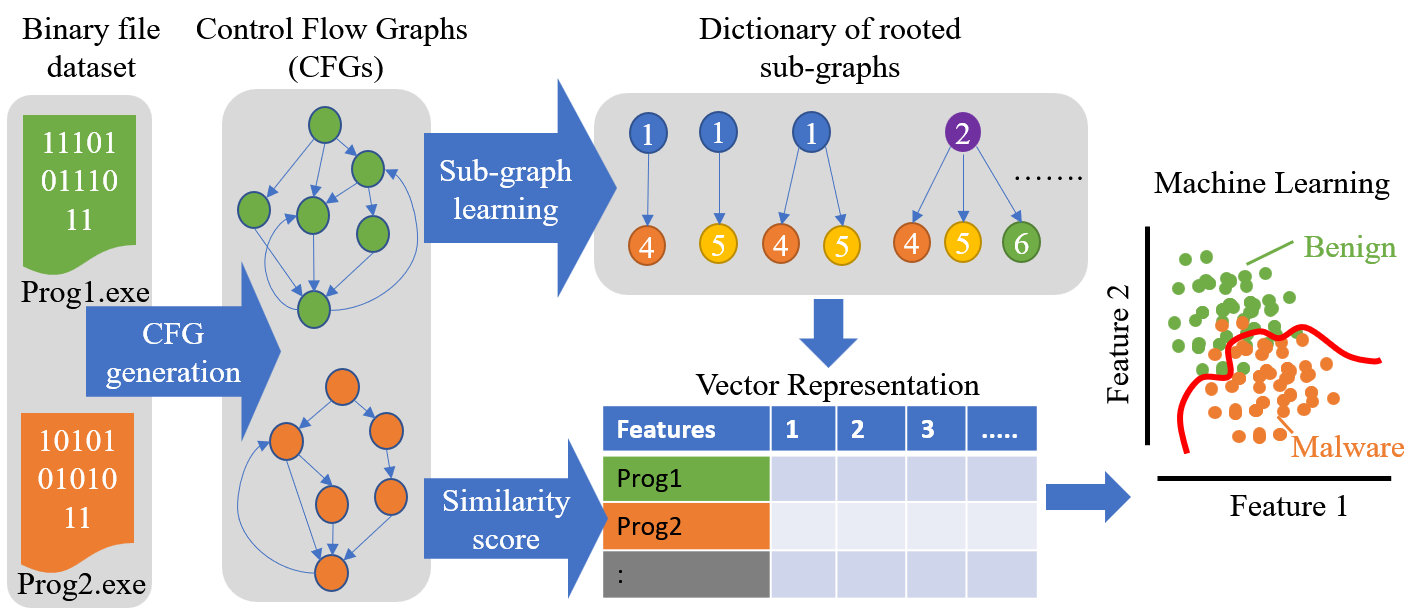 Binary file
dataset
11101
01110
11
Prog1.exe
10101
01010
11
Prog2.exe
CFG
generation
Control Flow Graphs
(CFGs)
Sub-graph
learning
Similarity
score
Dictionary of rooted
sub-graphs
1 1 1 2
.......
4 5 4 5 4 5 6
Vector Representation
Features 1 2 3 .....
Prog1
Prog2
:
Machine Learning
Benign
Malware
Feature 2
Feature 1